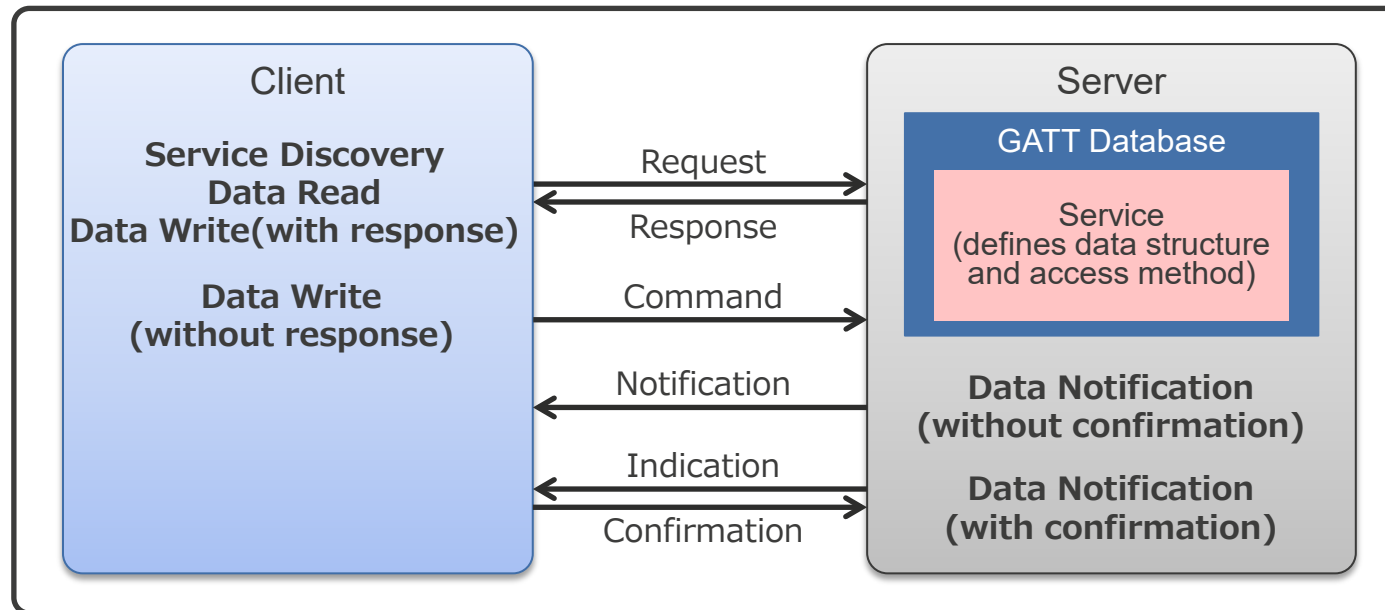 Client
Service Discovery
Data Read
Data Write(with response)
Data Write
(without response)
Request
Response
Command
Notification
Indication
Confirmation
Server
GATT Database
Service
(defines data structure
and access method)
Data Notification
(without confirmation)
Data Notification
(with confirmation)